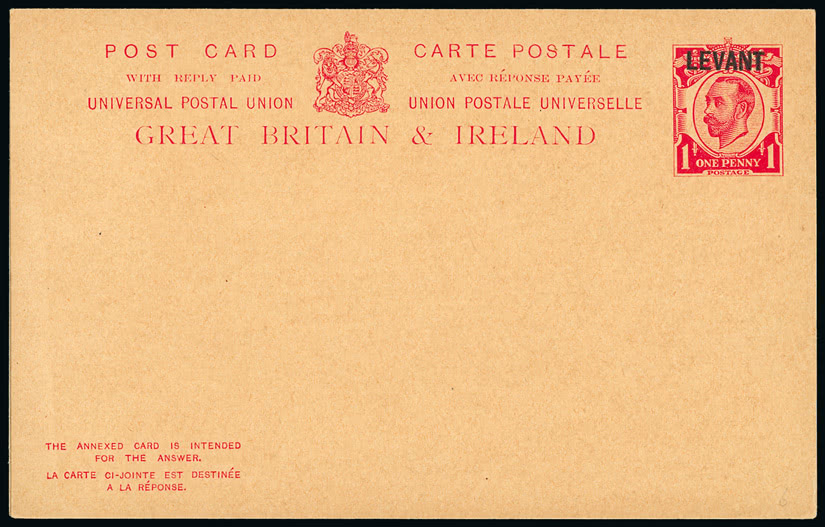 POST CARD
WITH REPLY PAID
UNIVERSAL POSTAL UNION
CARTE POSTALE
AVEC RÉPONSE PAYÉE
UNION POSTALE UNIVERSELLE
GREAT BRITAIN & IRELAND
LEVANT
1 ONE PENNY 1
POSTAGE
THE ANNEXED CARD IS INTENDED
FOR THE ANSWER.
LA CARTE CI-JOINTE EST DESTINÉE
A LA RÉPONSE.